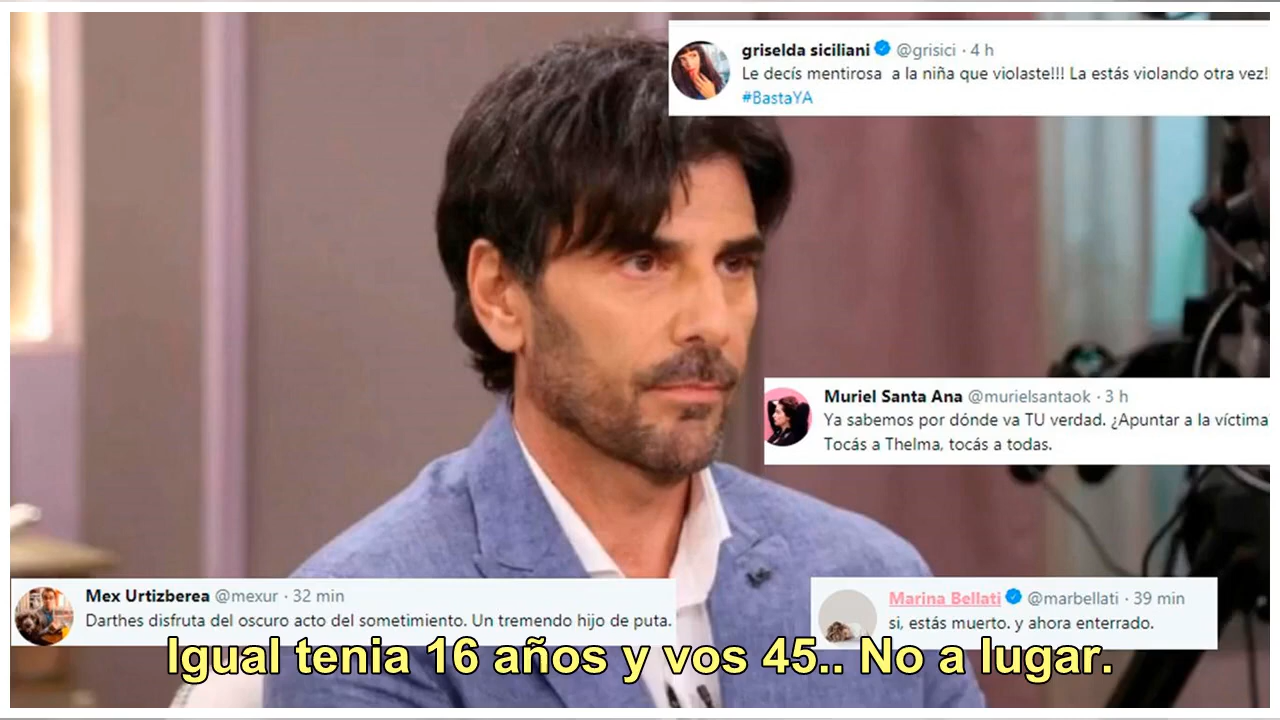 griselda siciliani @grisici · 4 h
Le decís mentirosa a la niña que violaste!!! La estás violando otra vez!
#BastaYA
Muriel Santa Ana @murielsantaok · 3 h
Ya sabemos por dónde va TU verdad. ¿Apuntar a la víctima
Tocás a Thelma, tocás a todas.
Mex Urtizberea @mexur · 32 min
Darthes disfruta del oscuro acto del sometimiento. Un tremendo hijo de puta.
Marina Bellati @marbellati · 39 min
si, estás muerto. y ahora enterrado.
Igual tenia 16 años y vos 45.. No a lugar.